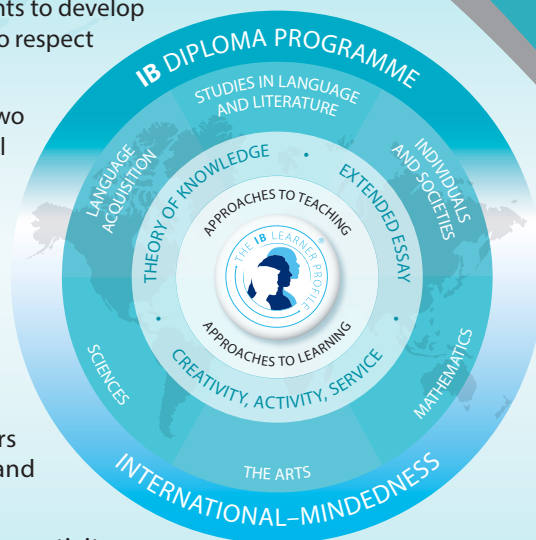 nts to develop
o respect
wo
l
rs
and
IB DIPLOMA PROGRAMME
STUDIES IN LANGUAGE
AND LITERATURE
LANGUAGE
ACQUISITION
INDIVIDUALS
AND SOCIETIES
THEORY OF KNOWLEDGE
•
EXTENDED ESSAY
•
APPROACHES TO TEACHING
THE IB LEARNER PROFILE
®
APPROACHES TO LEARNING
•
CREATIVITY, ACTIVITY, SERVICE
SCIENCES
MATHEMATICS
THE ARTS
INTERNATIONAL–MINDEDNESS